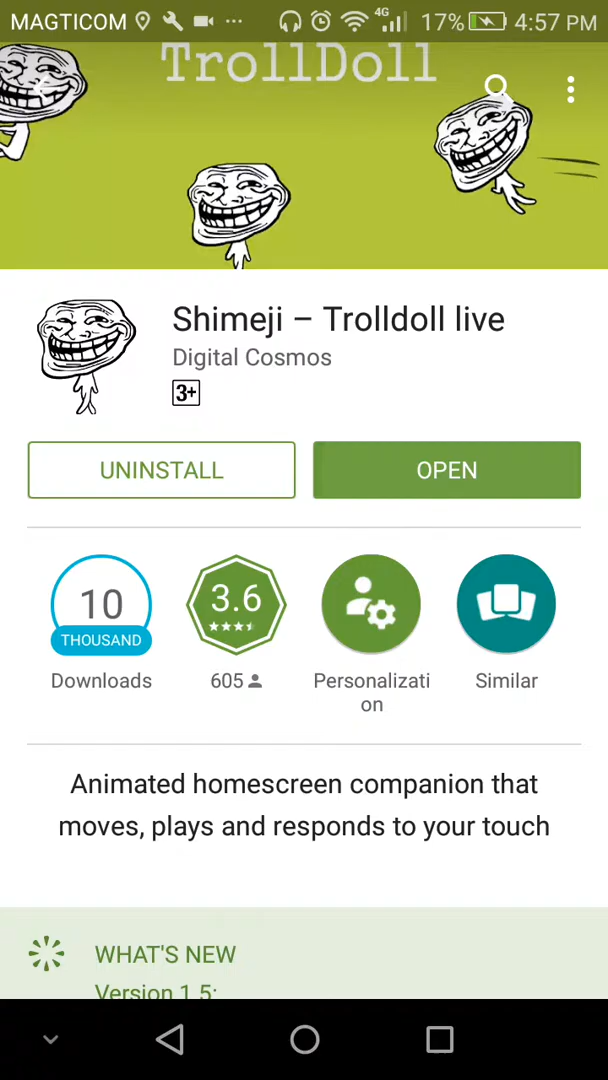 MAGTICOM ... 4G 17% 4:57 PM
TrollDoll
Shimeji – Trolldoll live
Digital Cosmos
3+
UNINSTALL OPEN
10 3.6
THOUSAND
Downloads 605 Personalizati Similar
on
Animated homescreen companion that
moves, plays and responds to your touch
WHAT'S NEW
Version 1.5: